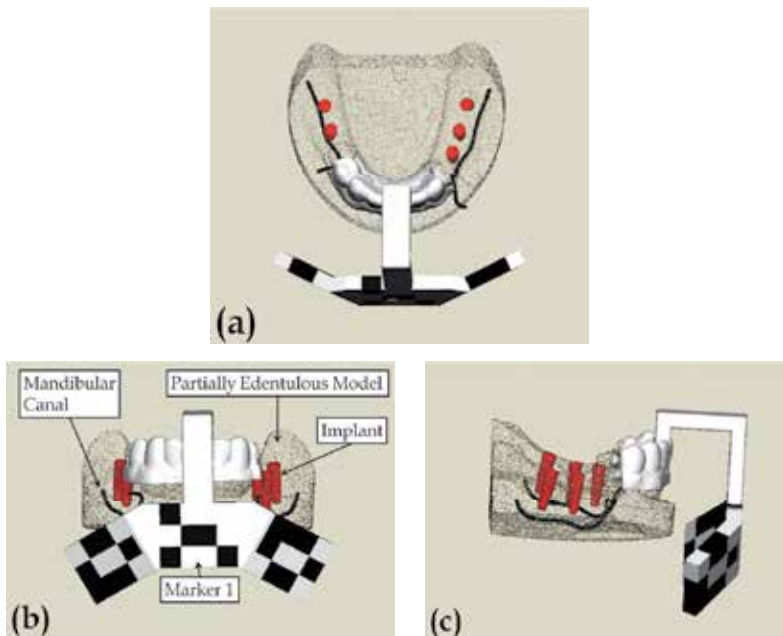 (a)
Mandibular
Canal
Partially Edentulous Model
Implant
Marker 1
(b)
(c)